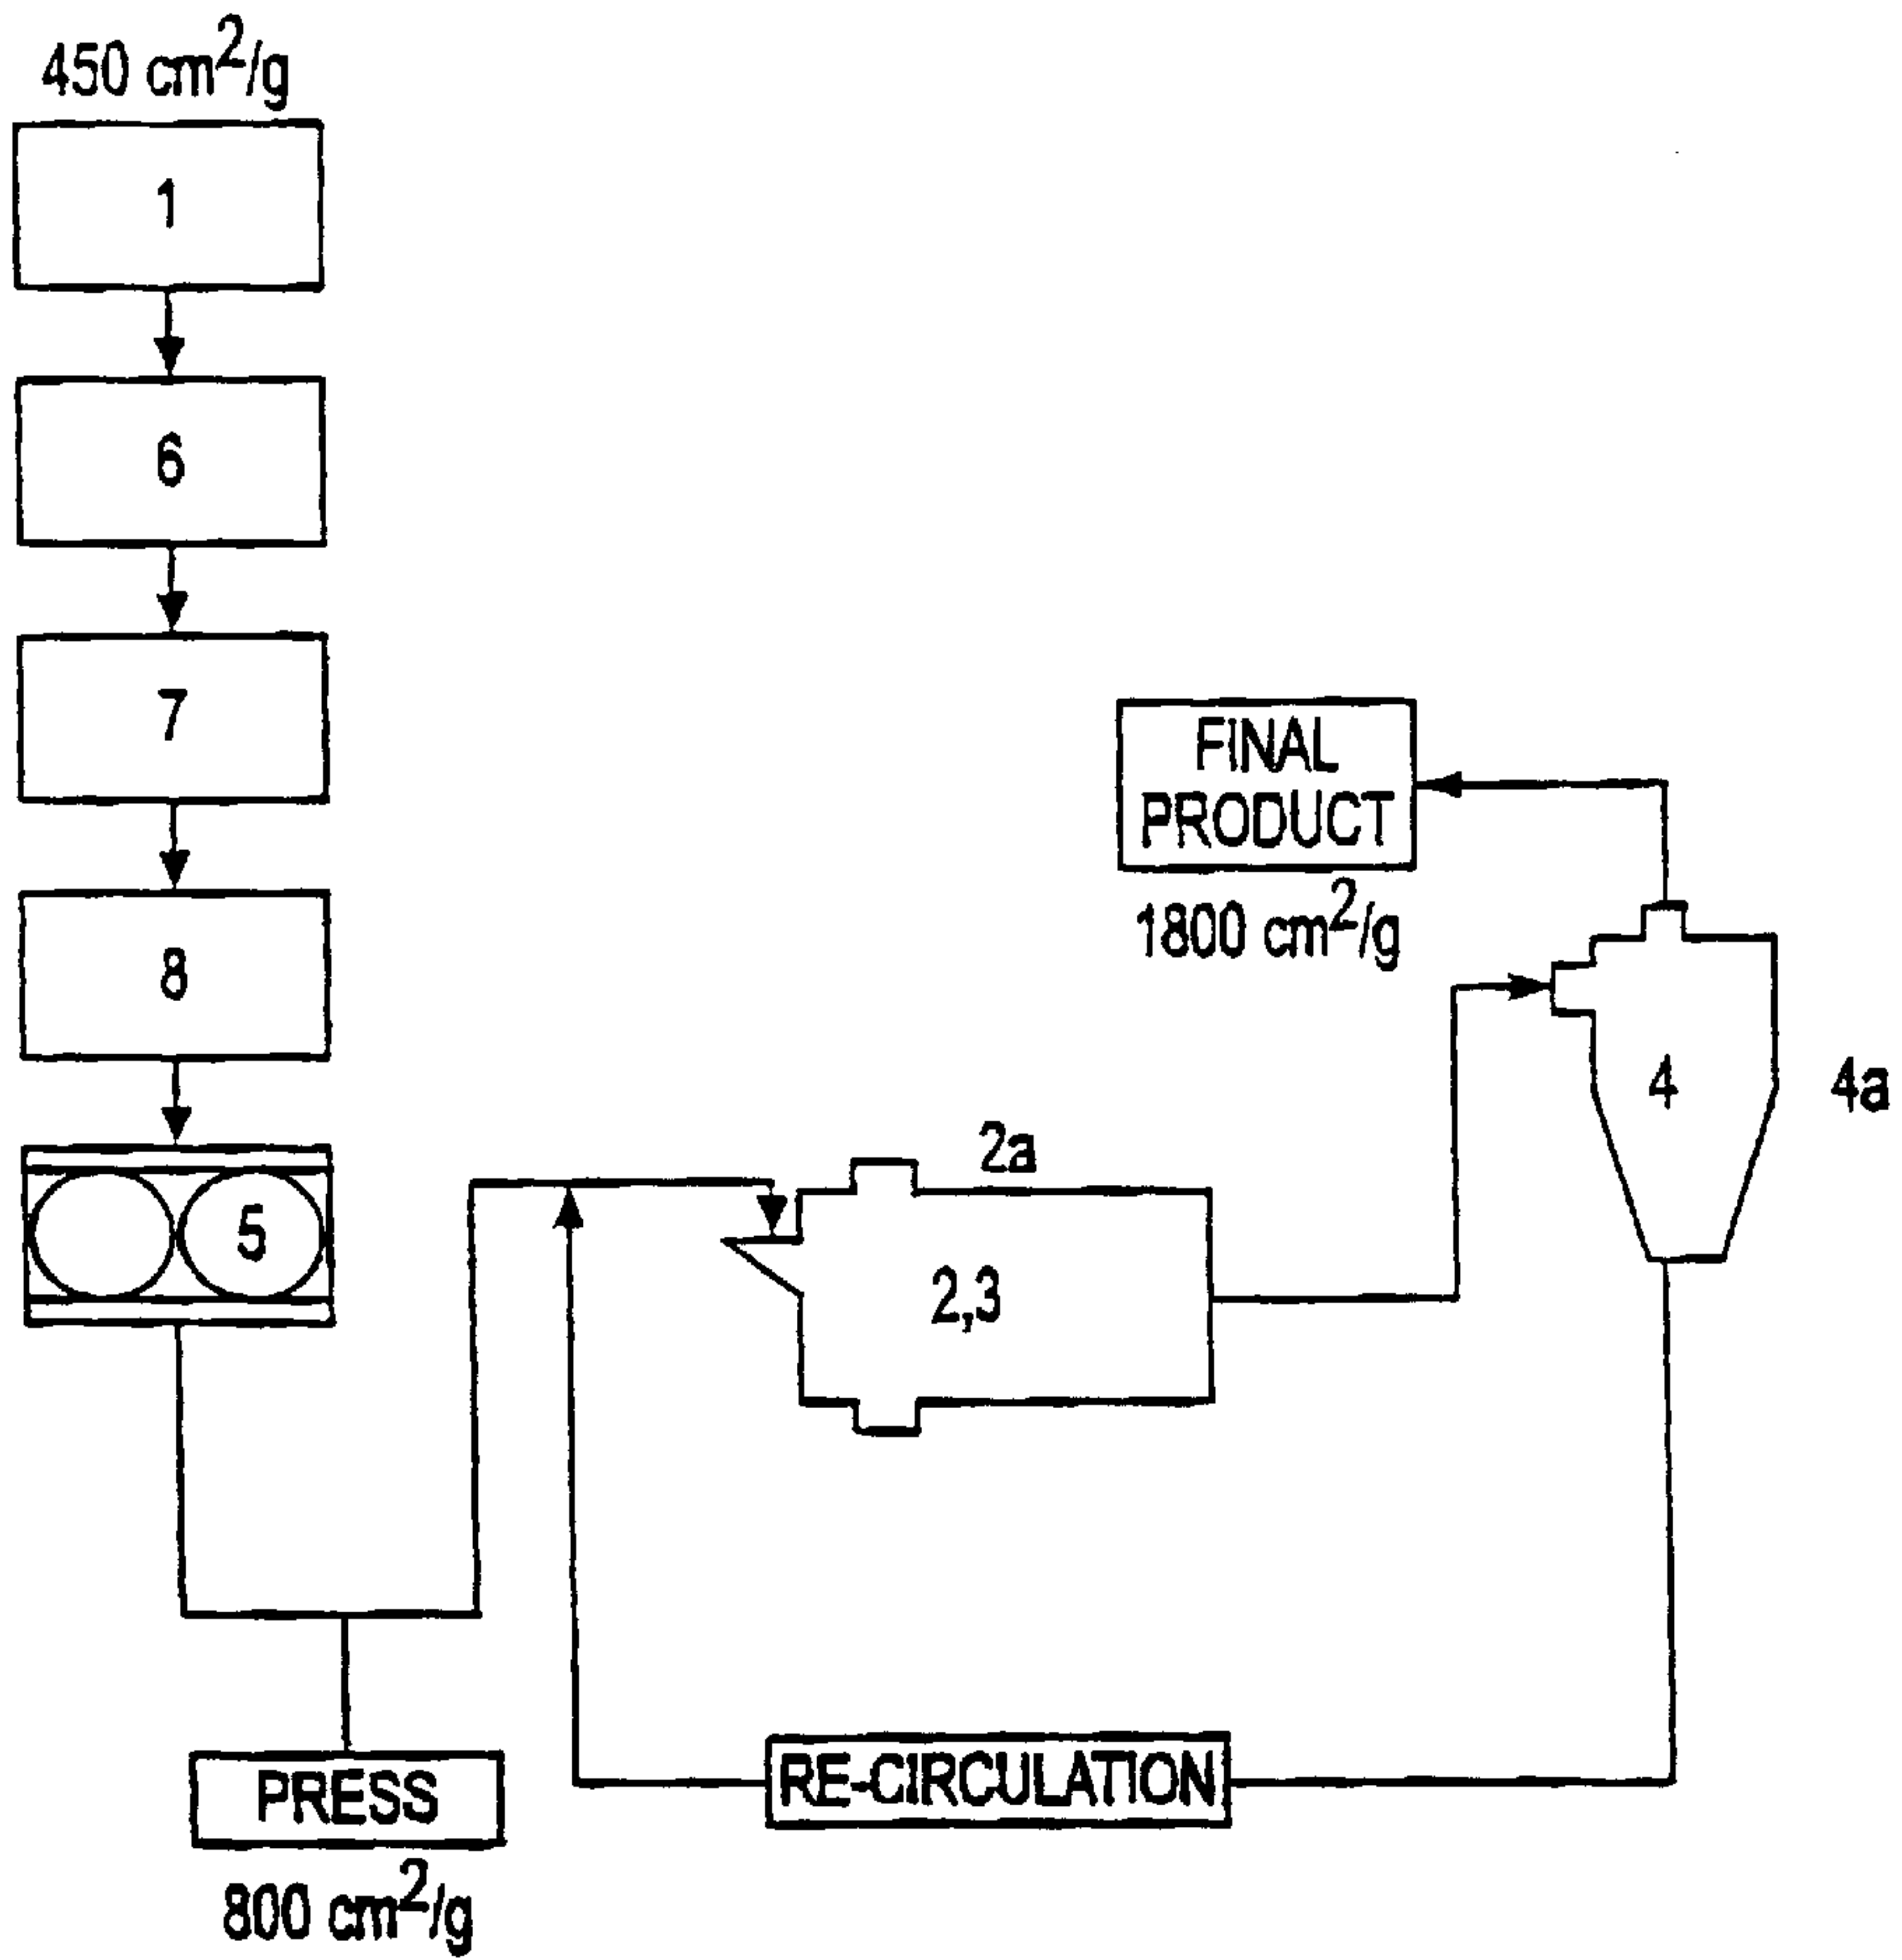 450 cm²/g
1
6
7
8
5
PRESS
800 cm²/g
2a
2,3
RE-CIRCULATION
FINAL
PRODUCT
1800 cm²/g
4
4a